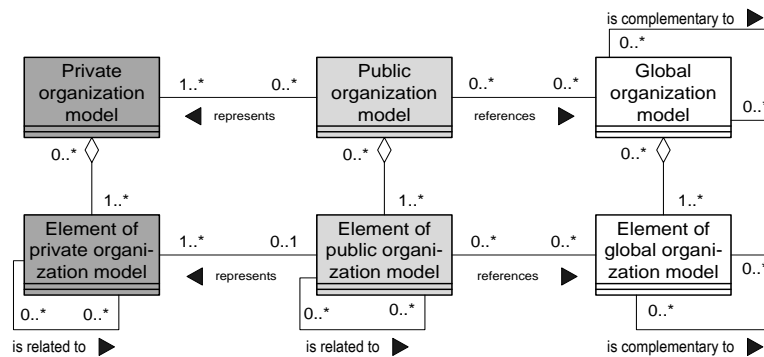 is complementary to
0..*
Private
organization
model
1..*
0..*
Public
organization
model
0..*
0..*
Global
organization
model
represents
references
0..*
0..*
0..*
0..*
1..*
1..*
1..*
Element of
private organi-
zation model
1..*
0..1
Element of
public organi-
zation model
0..*
0..*
Element of
global organi-
zation model
represents
references
0..*
0..*
0..*
0..*
0..*
0..*
is related to
is related to
is complementary to